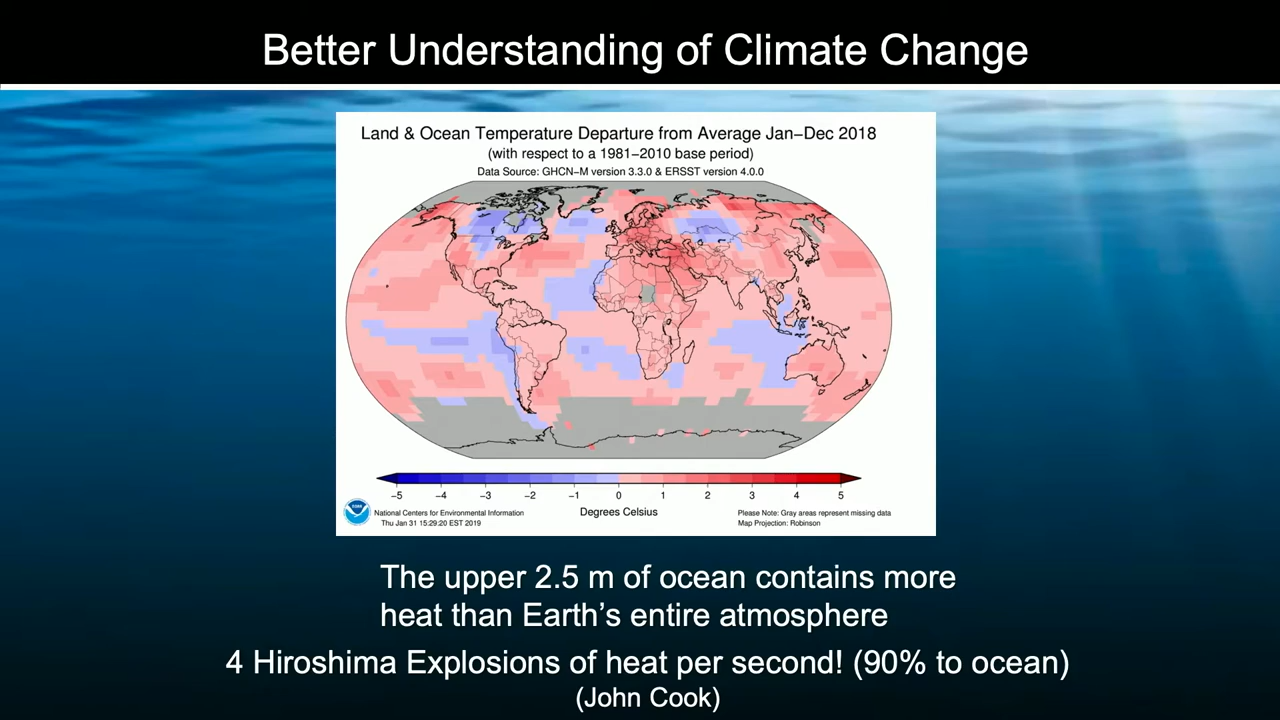 Better Understanding of Climate Change
Land & Ocean Temperature Departure from Average Jan–Dec 2018
(with respect to a 1981–2010 base period)
Data Source: GHCN–M version 3.3.0 & ERSST version 4.0.0
−5 −4 −3 −2 −1 0 1 2 3 4 5
Degrees Celsius
National Centers for Environmental Information
Thu Jan 31 15:29:20 EST 2019
Please Note: Gray areas represent missing data
Map Projection: Robinson
The upper 2.5 m of ocean contains more
heat than Earth’s entire atmosphere
4 Hiroshima Explosions of heat per second! (90% to ocean)
(John Cook)